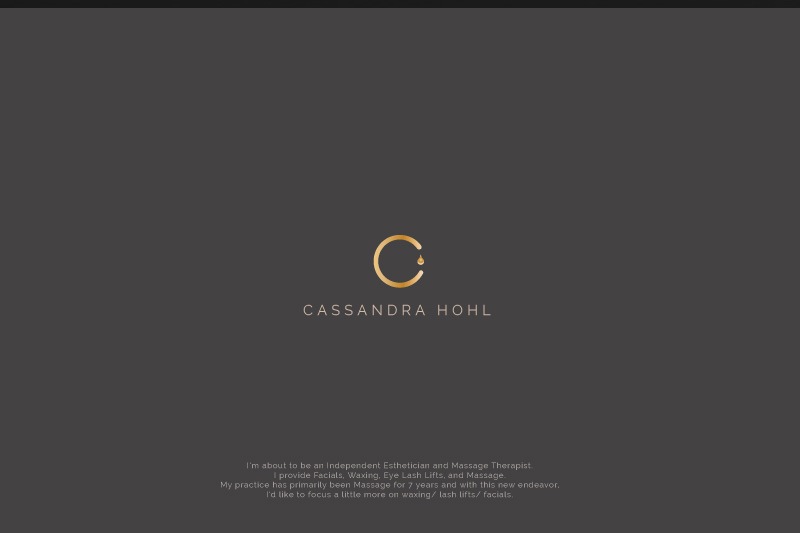 CASSANDRA HOHL
I'm about to be an Independent Esthetician and Massage Therapist.
I provide Facials, Waxing, Eye Lash Lifts, and Massage.
My practice has primarily been Massage for 7 years and with this new endeavor,
I'd like to focus a little more on waxing/ lash lifts/ facials.